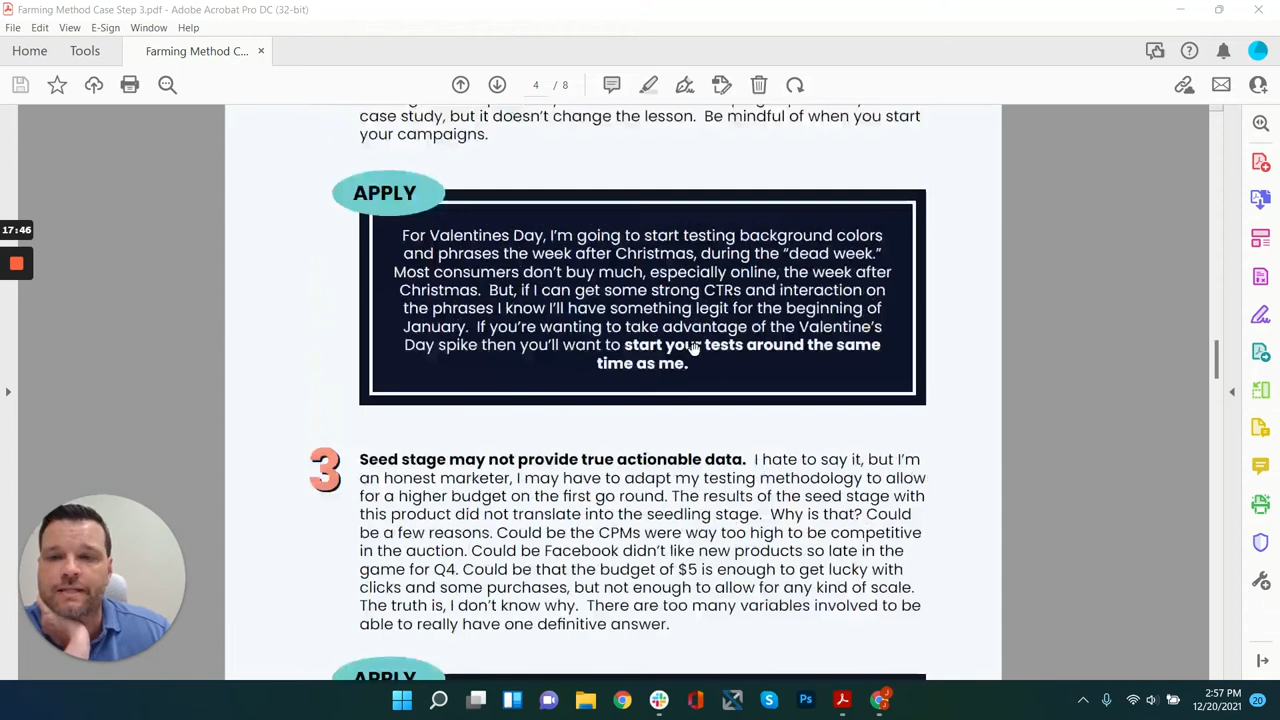 Farming Method Case Step 3.pdf - Adobe Acrobat Pro DC (32-bit)
File Edit View E-Sign Window Help
Home Tools Farming Method C... ×
4 / 8
case study, but it doesn't change the lesson. Be mindful of when you start
your campaigns.
APPLY
17:46
For Valentines Day, I'm going to start testing background colors
and phrases the week after Christmas, during the “dead week.”
Most consumers don't buy much, especially online, the week after
Christmas. But, if I can get some strong CTRs and interaction on
the phrases I know I'll have something legit for the beginning of
January. If you're wanting to take advantage of the Valentine's
Day spike then you'll want to start your tests around the same
time as me.
3
Seed stage may not provide true actionable data. I hate to say it, but I'm
an honest marketer, I may have to adapt my testing methodology to allow
for a higher budget on the first go round. The results of the seed stage with
this product did not translate into the seedling stage. Why is that? Could
be a few reasons. Could be the CPMs were way too high to be competitive
in the auction. Could be Facebook didn't like new products so late in the
game for Q4. Could be that the budget of $5 is enough to get lucky with
clicks and some purchases, but not enough to allow for any kind of scale.
The truth is, I don't know why. There are too many variables involved to be
able to really have one definitive answer.
APPLY
2:57 PM
12/20/2021
20